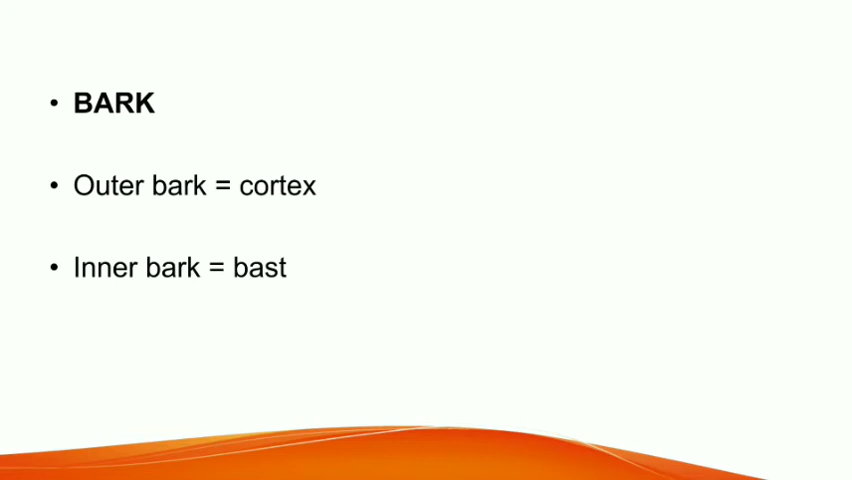 • BARK
• Outer bark = cortex
• Inner bark = bast